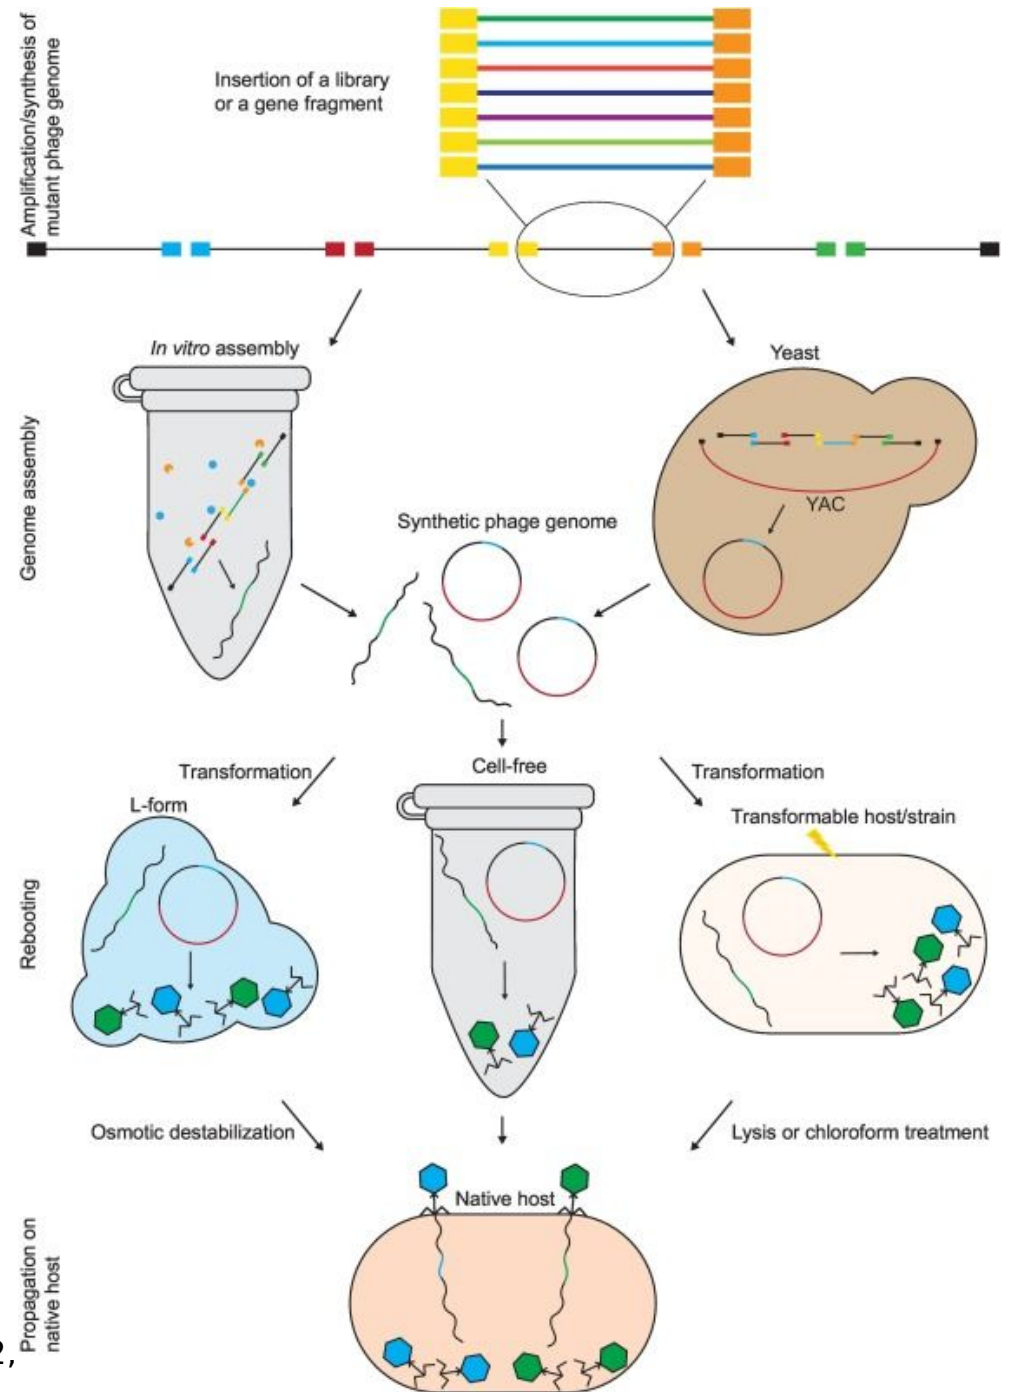 Amplification/synthesis of
mutant phage genome
Insertion of a library
or a gene fragment
Genome assembly
In vitro assembly
Yeast
YAC
Synthetic phage genome
Rebooting
Transformation
Cell-free
Transformation
L-form
Transformable host/strain
Osmotic destabilization
Lysis or chloroform treatment
Propagation on
native host
Native host
2,